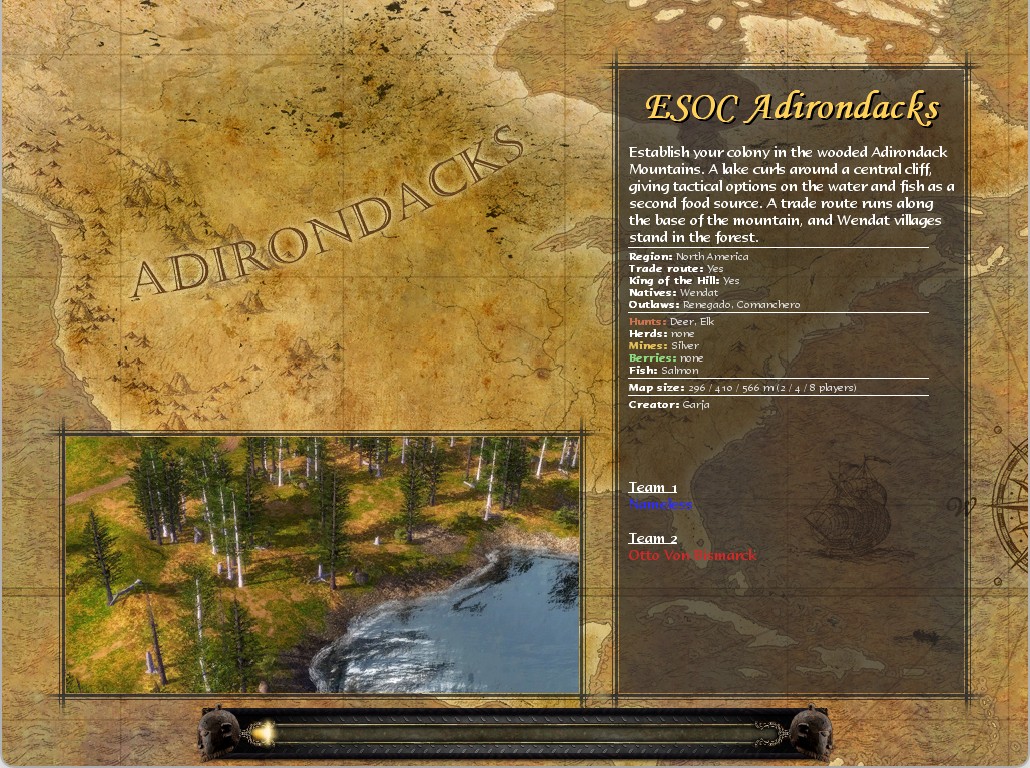 ADIRONDACKS
ESOC Adirondacks
Establish your colony in the wooded Adirondack
Mountains. A lake curls around a central cliff,
giving tactical options on the water and fish as a
second food source. A trade route runs along
the base of the mountain, and Wendat villages
stand in the forest.
Region: North America
Trade route: Yes
King of the Hill: Yes
Natives: Wendat
Outlaws: Renegado, Comanchero
Hunts: Deer, Elk
Herds: none
Mines: Silver
Berries: none
Fish: Salmon
Map size: 296 / 410 / 566 m (2 / 4 / 8 players)
Creator: Garja
Team 1
Nameless
Team 2
Otto Von Bismarck
W